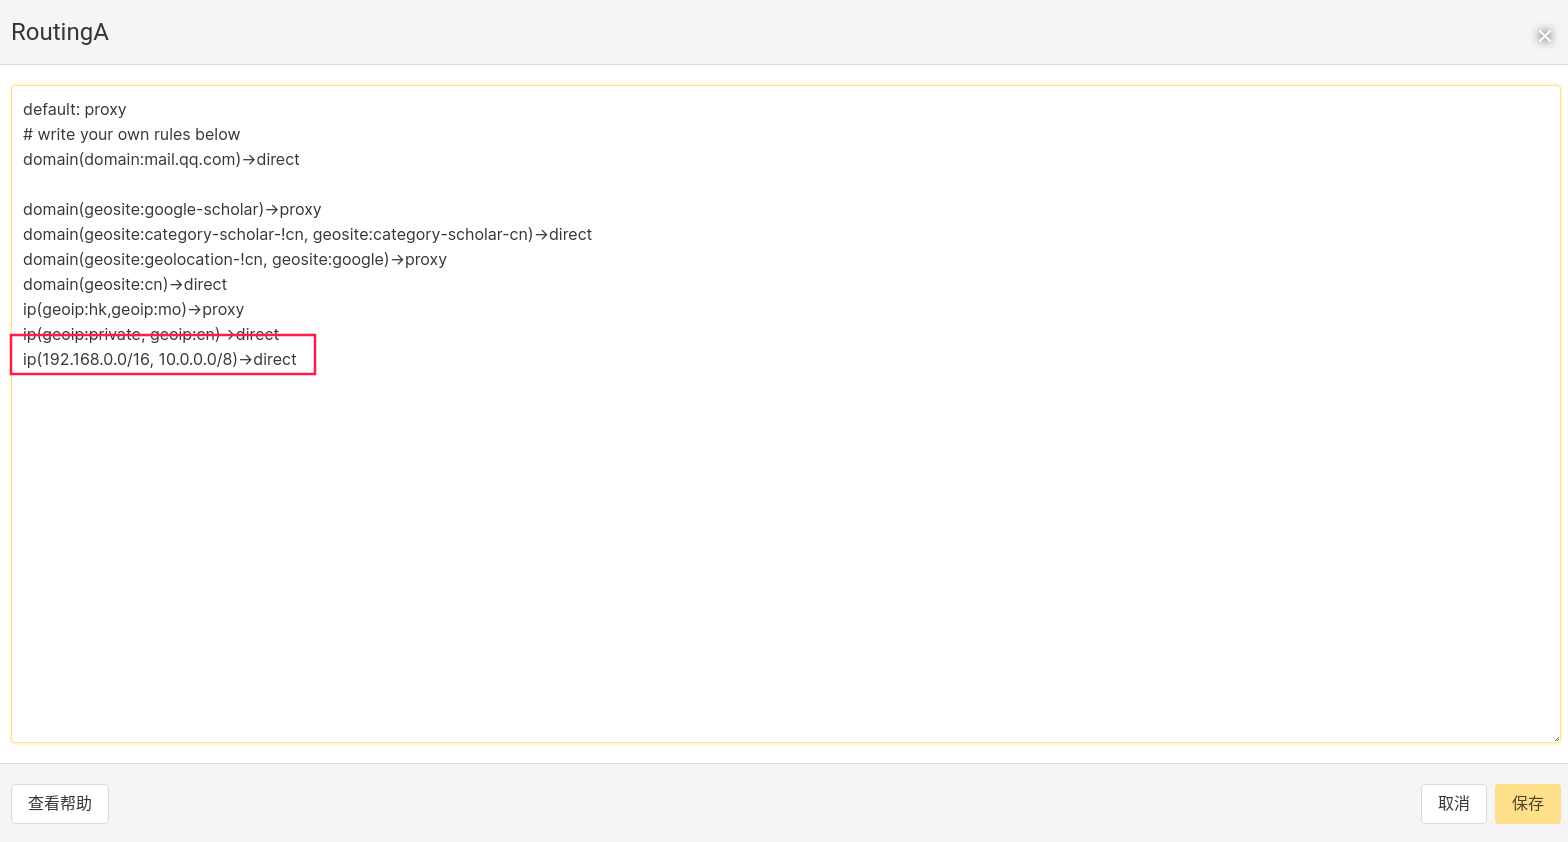 RoutingA
default: proxy
# write your own rules below
domain(domain:mail.qq.com)->direct
domain(geosite:google-scholar)->proxy
domain(geosite:category-scholar-!cn, geosite:category-scholar-cn)->direct
domain(geosite:geolocation-!cn, geosite:google)->proxy
domain(geosite:cn)->direct
ip(geoip:hk,geoip:mo)->proxy
ip(geoip:private, geoip:cn)->direct
ip(192.168.0.0/16, 10.0.0.0/8)->direct
查看帮助
取消
保存